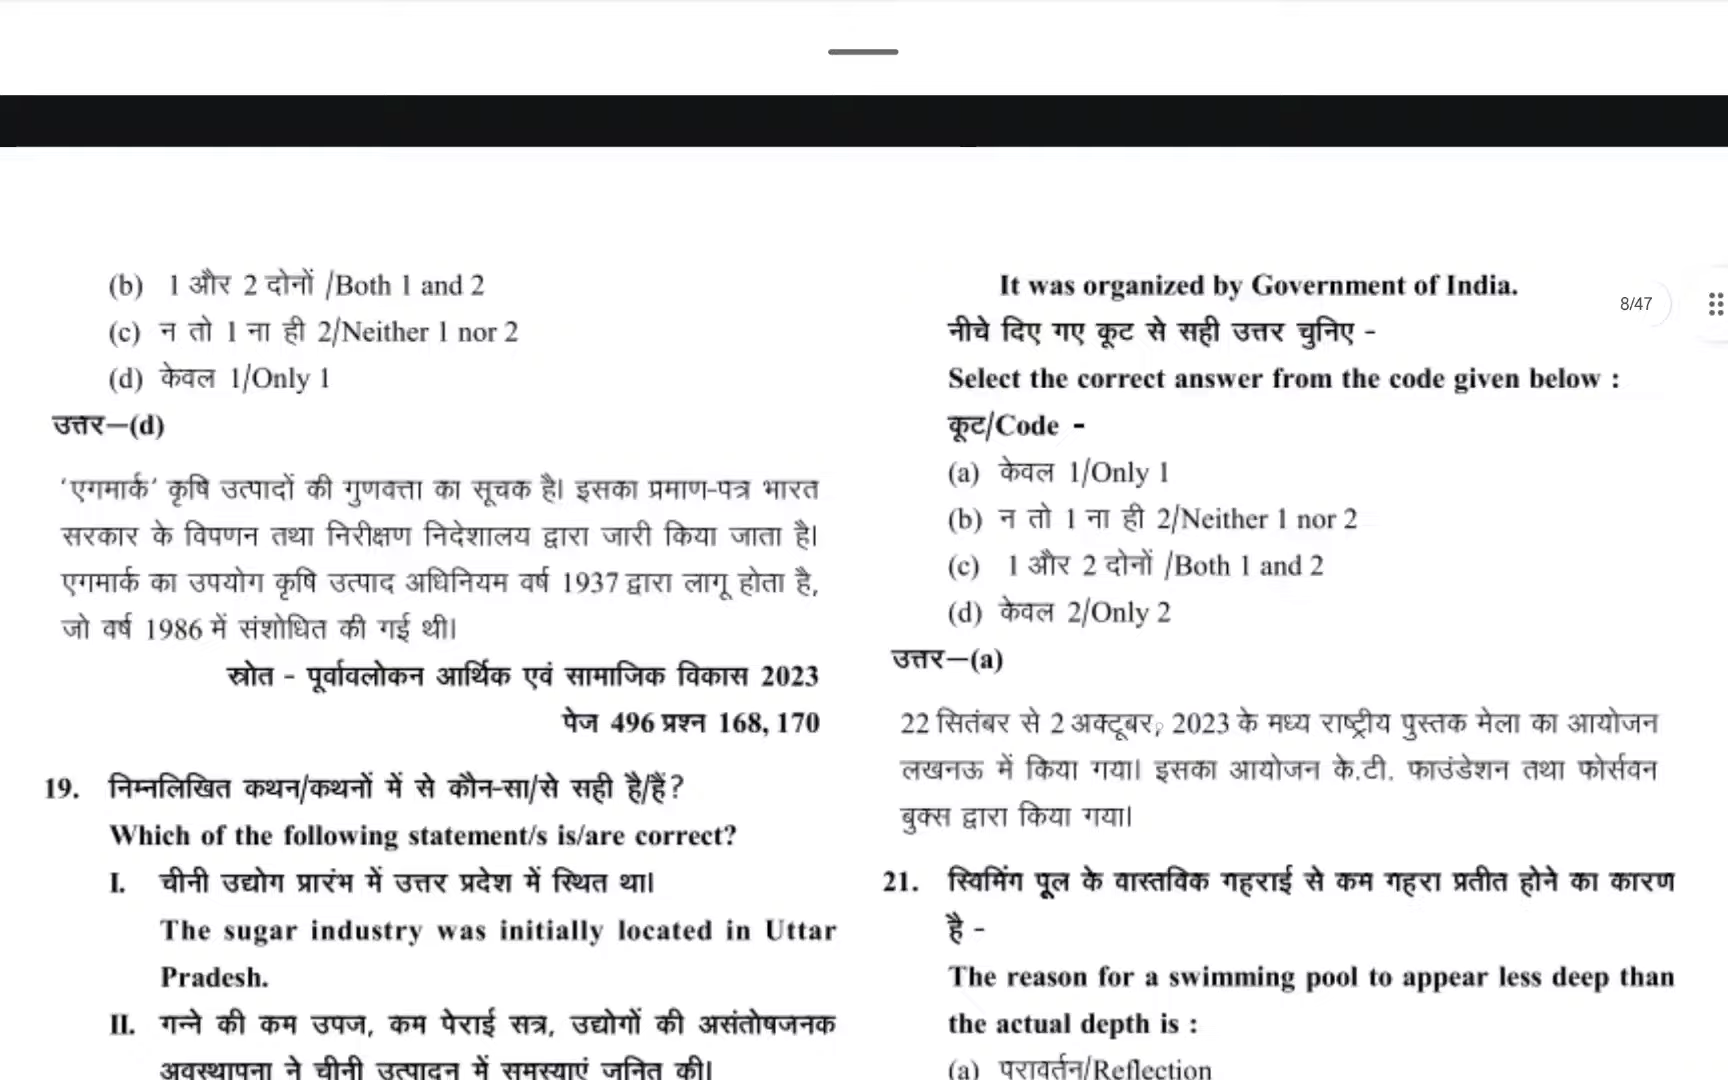 8/47
(b) 1 और 2 दोनों /Both 1 and 2
(c) न तो 1 ना ही 2/Neither 1 nor 2
(d) केवल 1/Only 1
उत्तर—(d)
‘एगमार्क’ कृषि उत्पादों की गुणवत्ता का सूचक है। इसका प्रमाण-पत्र भारत
सरकार के विपणन तथा निरीक्षण निदेशालय द्वारा जारी किया जाता है।
एगमार्क का उपयोग कृषि उत्पाद अधिनियम वर्ष 1937 द्वारा लागू होता है,
जो वर्ष 1986 में संशोधित की गई थी।
स्रोत - पूर्वावलोकन आर्थिक एवं सामाजिक विकास 2023
पेज 496 प्रश्न 168, 170
19. निम्नलिखित कथन/कथनों में से कौन-सा/से सही है/हैं?
Which of the following statement/s is/are correct?
I. चीनी उद्योग प्रारंभ में उत्तर प्रदेश में स्थित था।
The sugar industry was initially located in Uttar
Pradesh.
II. गन्ने की कम उपज, कम पेराई सत्र, उद्योगों की असंतोषजनक
अवस्थापना ने चीनी उत्पादन में समस्याएं जनित की।
It was organized by Government of India.
नीचे दिए गए कूट से सही उत्तर चुनिए -
Select the correct answer from the code given below :
कूट/Code -
(a) केवल 1/Only 1
(b) न तो 1 ना ही 2/Neither 1 nor 2
(c) 1 और 2 दोनों /Both 1 and 2
(d) केवल 2/Only 2
उत्तर—(a)
22 सितंबर से 2 अक्टूबर, 2023 के मध्य राष्ट्रीय पुस्तक मेला का आयोजन
लखनऊ में किया गया। इसका आयोजन के.टी. फाउंडेशन तथा फोर्सवन
बुक्स द्वारा किया गया।
21. स्विमिंग पूल के वास्तविक गहराई से कम गहरा प्रतीत होने का कारण
है -
The reason for a swimming pool to appear less deep than
the actual depth is :
(a) परावर्तन/Reflection